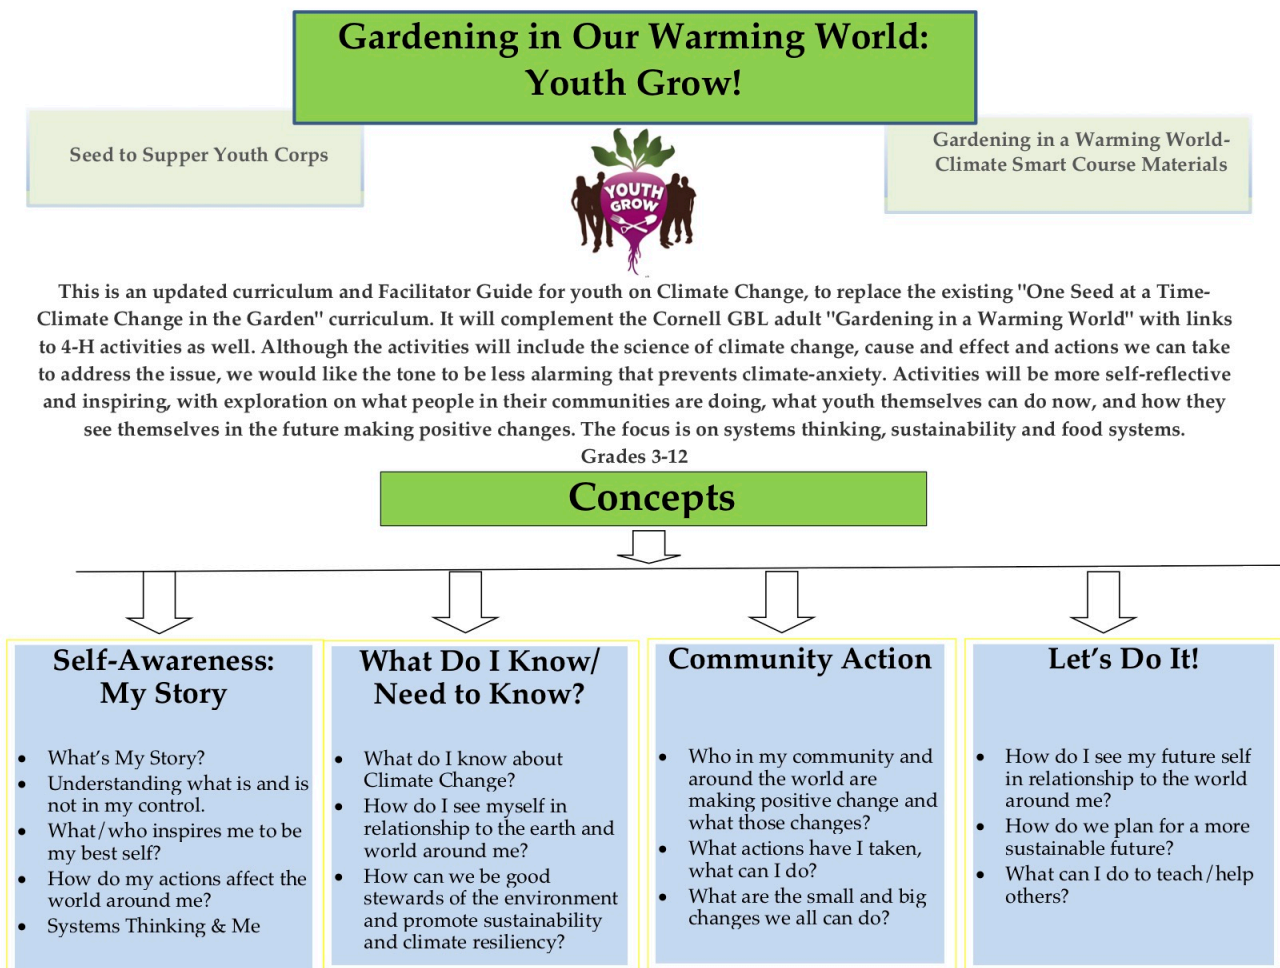 Gardening in Our Warming World:
Youth Grow!
Seed to Supper Youth Corps
Gardening in a Warming World-
Climate Smart Course Materials
YOUTH
GROW
This is an updated curriculum and Facilitator Guide for youth on Climate Change, to replace the existing "One Seed at a Time-
Climate Change in the Garden" curriculum. It will complement the Cornell GBL adult "Gardening in a Warming World" with links
to 4-H activities as well. Although the activities will include the science of climate change, cause and effect and actions we can take
to address the issue, we would like the tone to be less alarming that prevents climate-anxiety. Activities will be more self-reflective
and inspiring, with exploration on what people in their communities are doing, what youth themselves can do now, and how they
see themselves in the future making positive changes. The focus is on systems thinking, sustainability and food systems.
Grades 3-12
Concepts
Self-Awareness:
My Story
• What's My Story?
• Understanding what is and is
not in my control.
• What/who inspires me to be
my best self?
• How do my actions affect the
world around me?
• Systems Thinking & Me
What Do I Know/
Need to Know?
• What do I know about
Climate Change?
• How do I see myself in
relationship to the earth and
world around me?
• How can we be good
stewards of the environment
and promote sustainability
and climate resiliency?
Community Action
• Who in my community and
around the world are
making positive change and
what those changes?
• What actions have I taken,
what can I do?
• What are the small and big
changes we all can do?
Let's Do It!
• How do I see my future self
in relationship to the world
around me?
• How do we plan for a more
sustainable future?
• What can I do to teach/help
others?